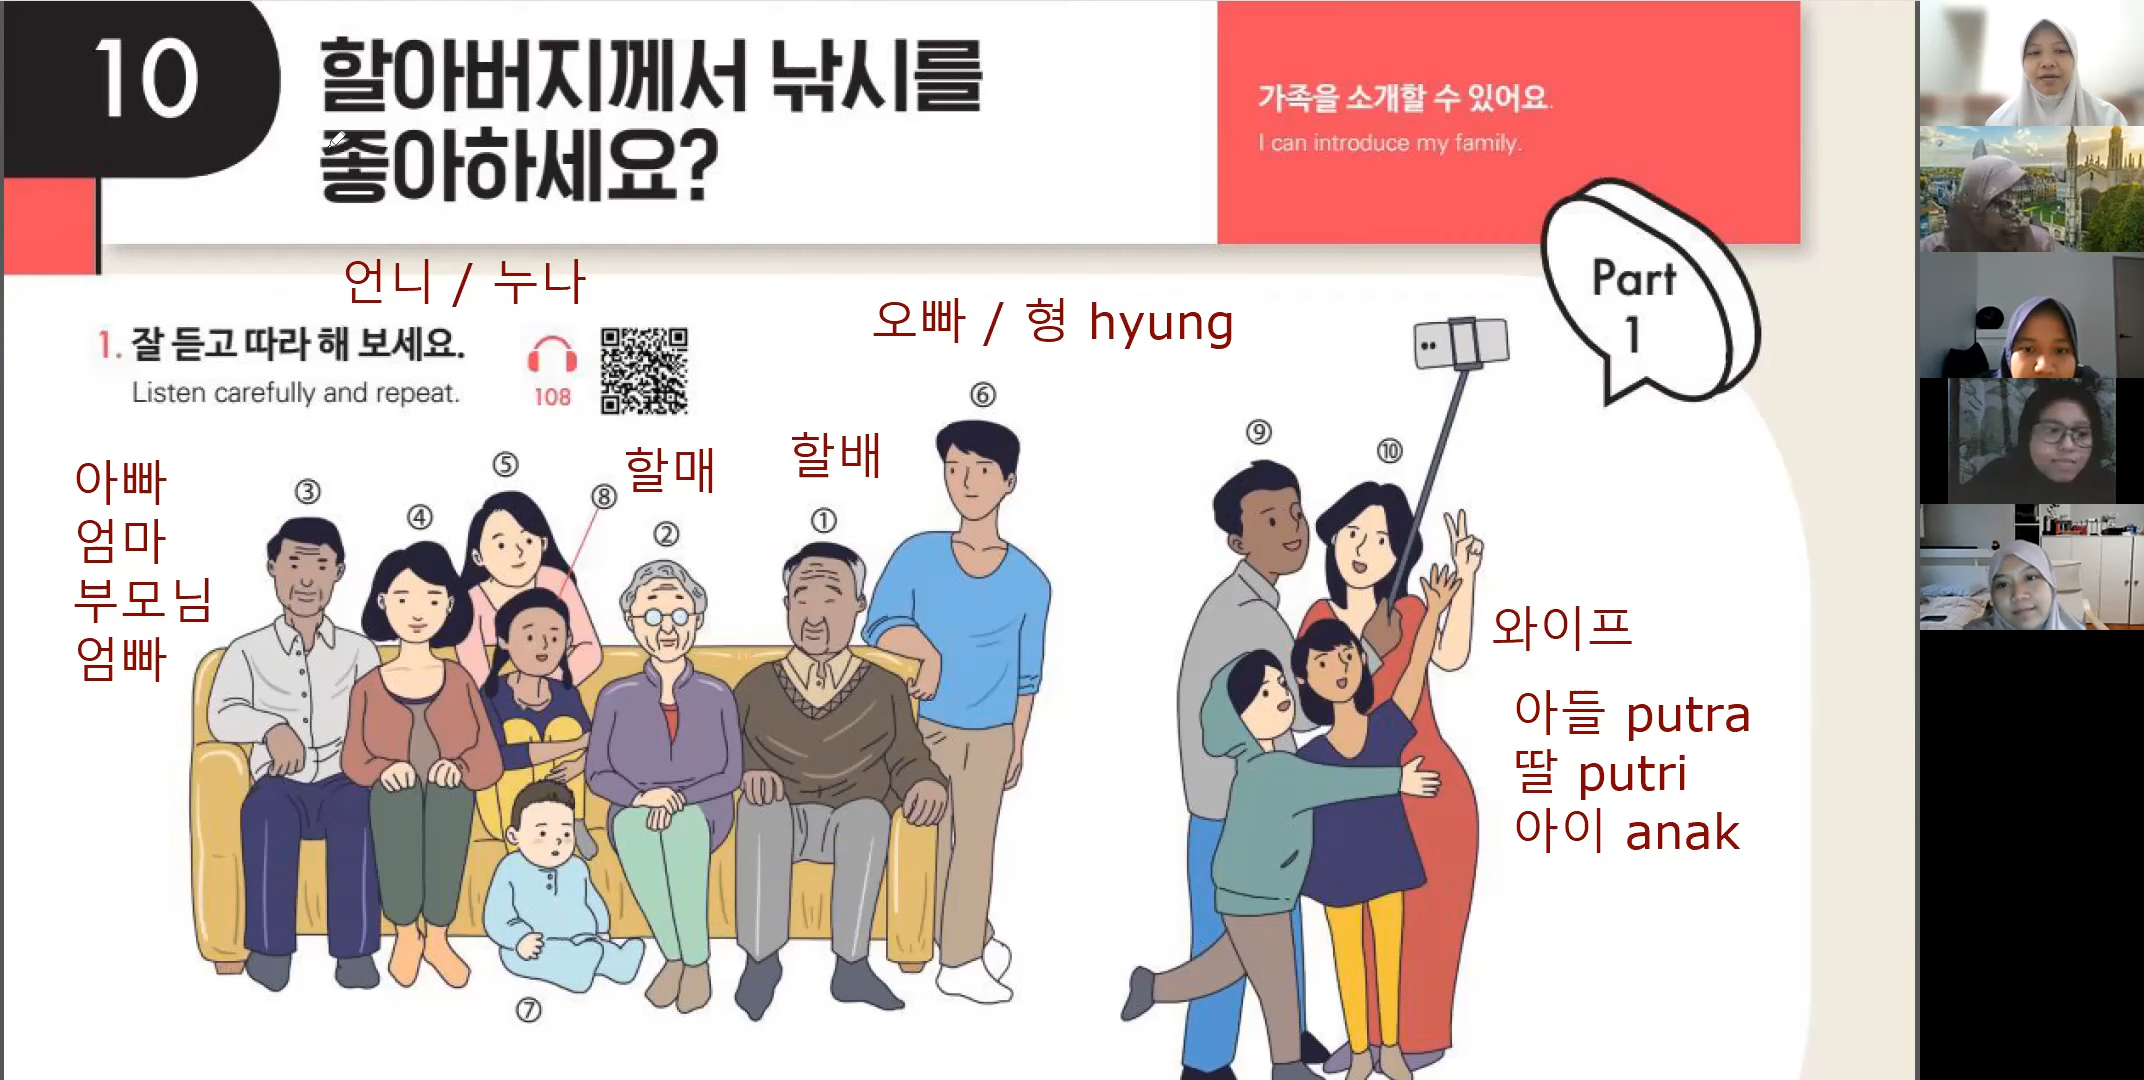 10
할아버지께서 낚시를
좋아하세요?
가족을 소개할 수 있어요.
I can introduce my family.
Part
1
언니 / 누나
오빠 / 형 hyung
1. 잘 듣고 따라 해 보세요.
Listen carefully and repeat.
108
할매
할배
아빠
엄마
부모님
엄빠
③
④
⑤
⑧
②
①
⑥
⑦
⑨
⑩
와이프
아들 putra
딸 putri
아이 anak